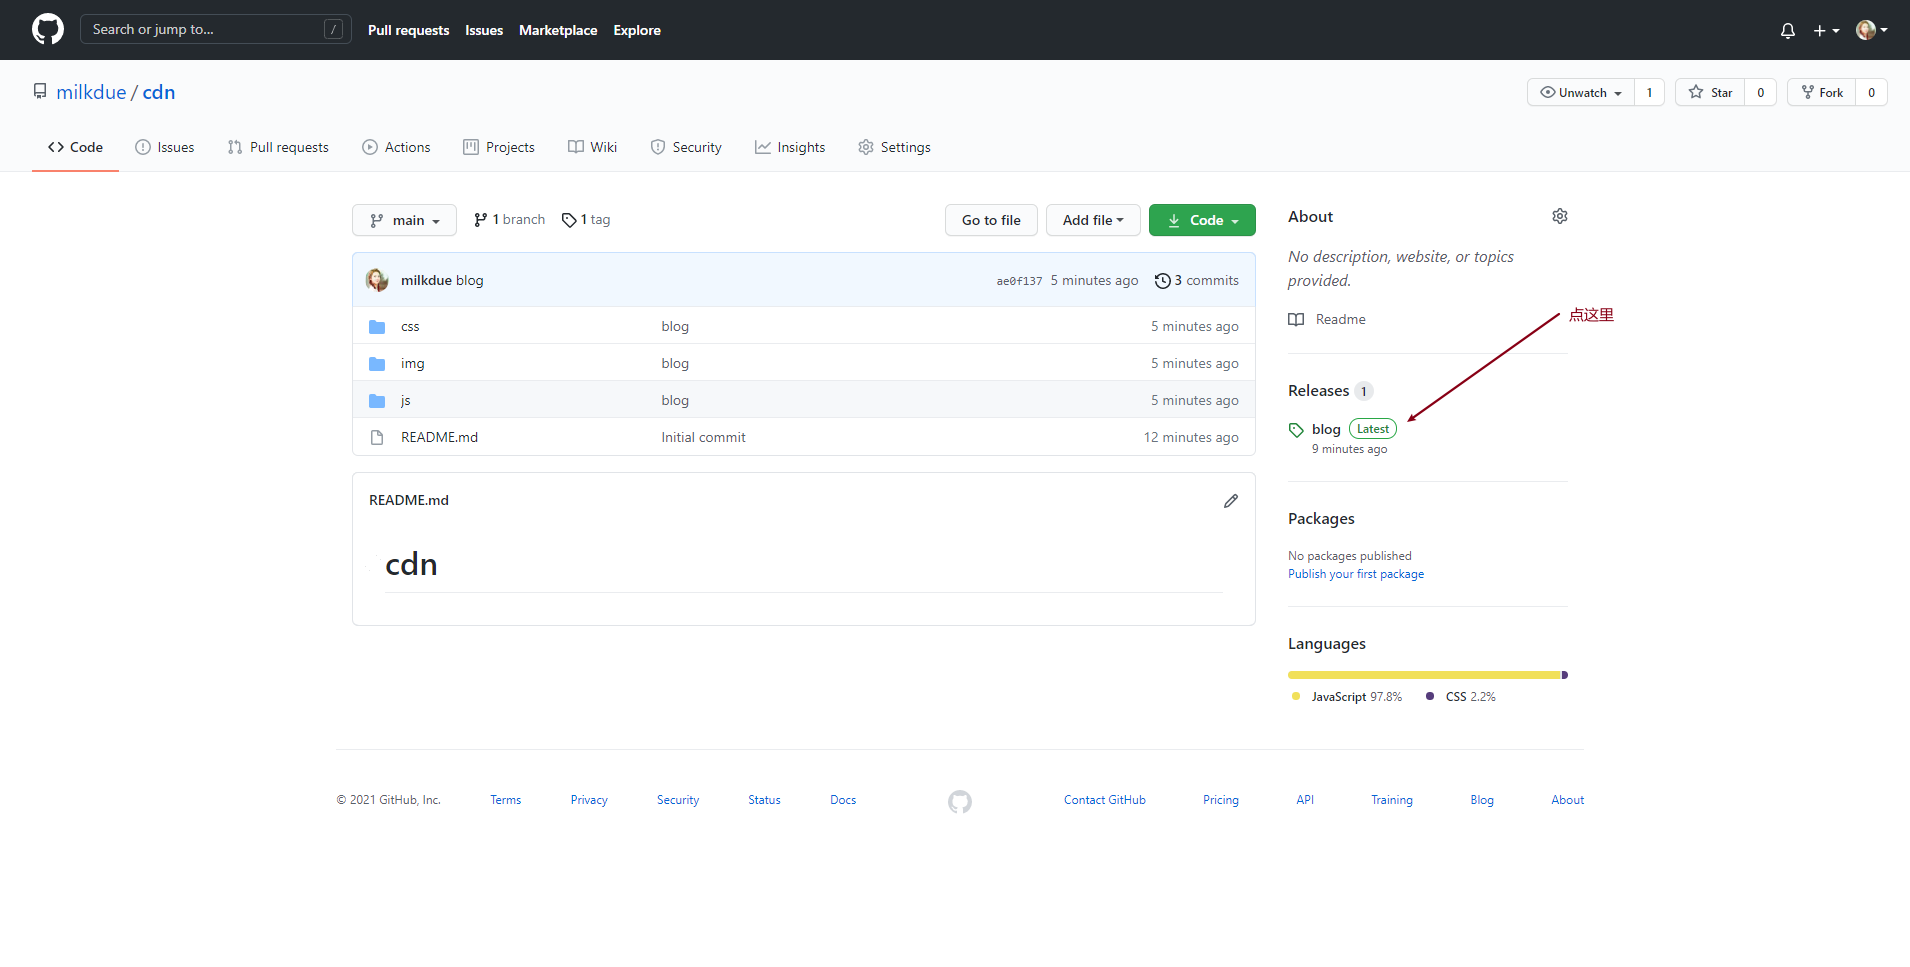 Search or jump to... /
Pull requests Issues Marketplace Explore
milkdue / cdn
Unwatch 1 Star 0 Fork 0
Code Issues Pull requests Actions Projects Wiki Security Insights Settings
main 1 branch 1 tag
Go to file Add file Code
milkdue blog ae0f137 5 minutes ago 3 commits
css blog 5 minutes ago
img blog 5 minutes ago
js blog 5 minutes ago
README.md Initial commit 12 minutes ago
README.md
cdn
About
No description, website, or topics
provided.
Readme
点这里
Releases 1
blog Latest
9 minutes ago
Packages
No packages published
Publish your first package
Languages
JavaScript 97.8% CSS 2.2%
© 2021 GitHub, Inc. Terms Privacy Security Status Docs Contact GitHub Pricing API Training Blog About